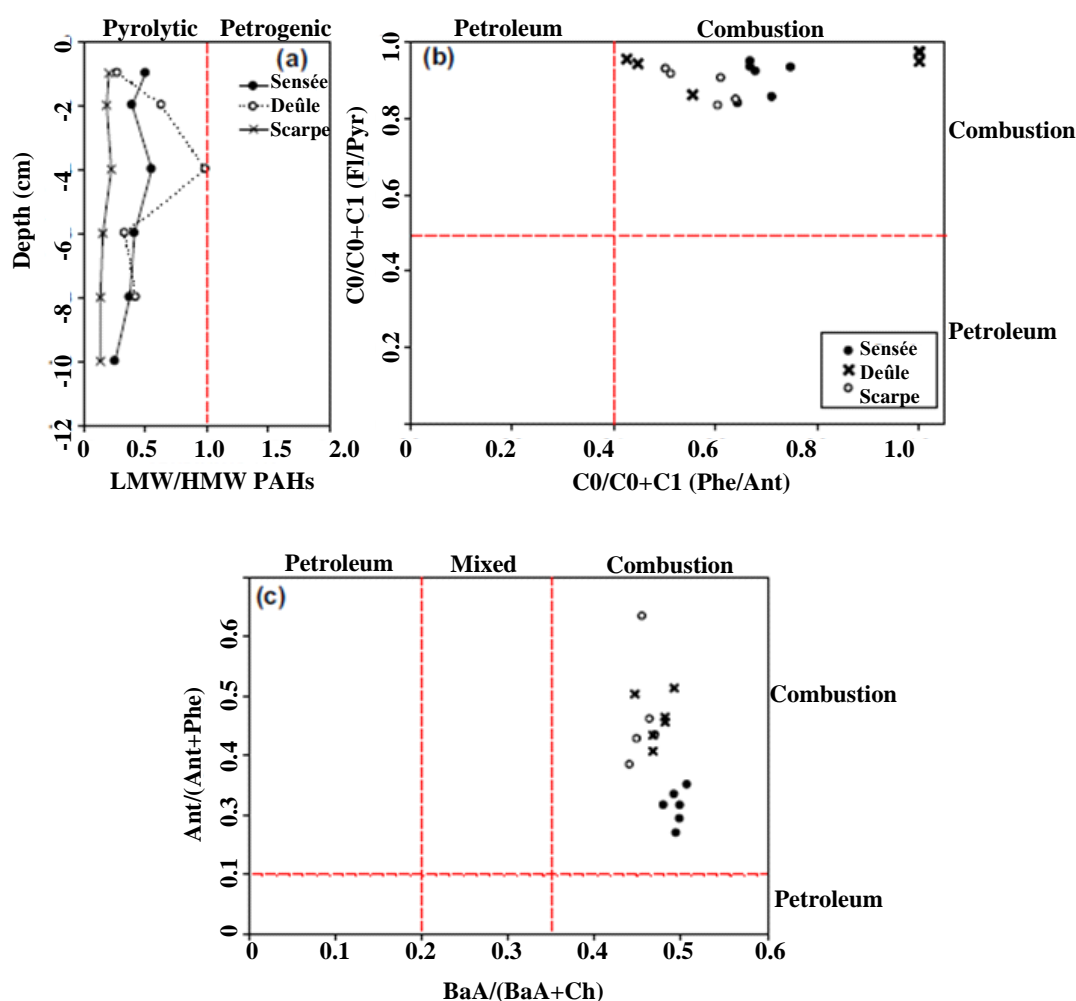 Pyrolytic Petrogenic
(a)
0
-2
-4
-6
-8
-10
-12
Depth (cm)
Sensée
Deûle
Scarpe
0 0.5 1.0 1.5 2.0
LMW/HMW PAHs
Petroleum Combustion
(b)
1.0
0.8
0.6
0.4
0.2
C0/C0+C1 (Fl/Pyr)
Combustion
Petroleum
Sensée
Deûle
Scarpe
0 0.2 0.4 0.6 0.8 1.0
C0/C0+C1 (Phe/Ant)
Petroleum Mixed Combustion
(c)
0.6
0.5
0.4
0.3
0.1
0
Ant/(Ant+Phe)
Combustion
Petroleum
0 0.1 0.2 0.3 0.4 0.5 0.6
BaA/(BaA+Ch)